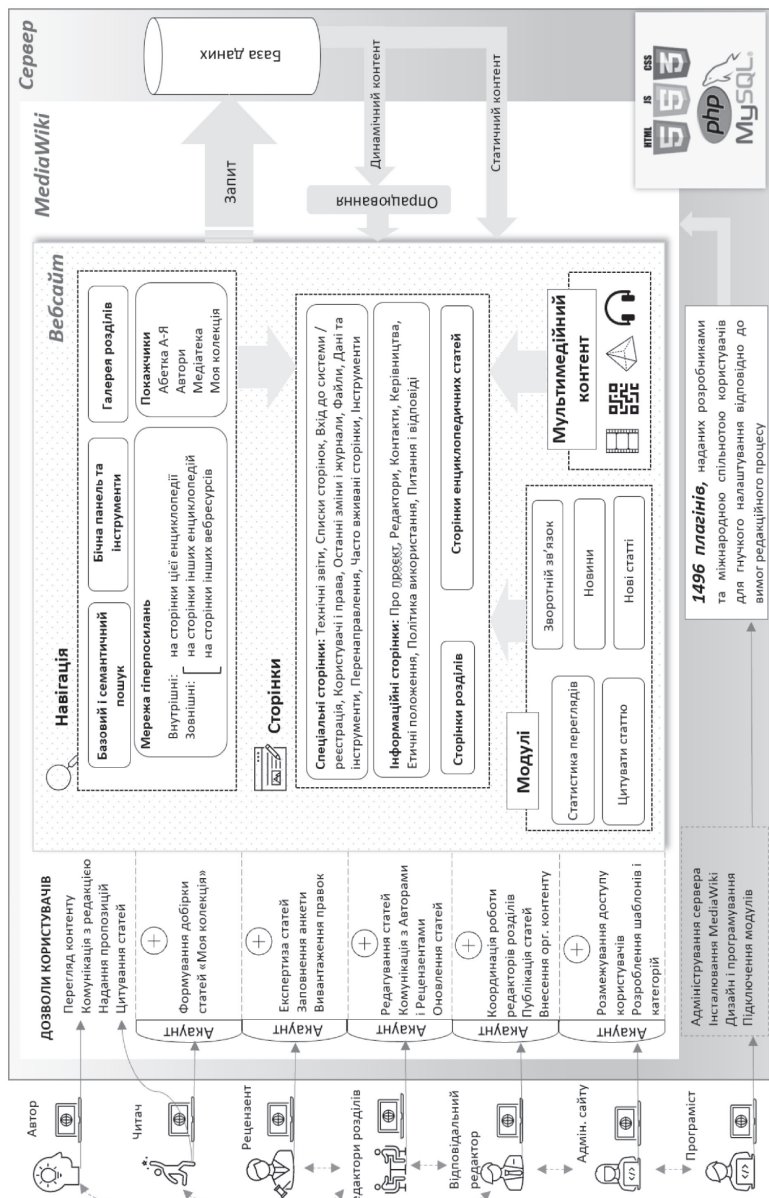 Сервер
MediaWiki
Вебсайт
База даних
Запит
Динамічний контент
Опрацювання
Статичний контент
HTML JS CSS
php
MySQL®
Навігація
Базовий і семантичний
пошук
Бічна панель та
інструменти
Галерея розділів
Мережа гіперпосилань
Внутрішні: на сторінки цієї енциклопедії
Зовнішні: на сторінки інших енциклопедій
на сторінки інших вебресурсів
Покажчики
Абетка А-Я
Автори
Медіатека
Моя колекція
Сторінки
Спеціальні сторінки: Технічні звіти, Списки сторінок, Вхід до системи /
реєстрація, Користувачі і права, Останні зміни і журнали, Файли, Дані та
інструменти, Перенаправлення, Часто вживані сторінки, Інструменти
Інформаційні сторінки: Про проєкт, Редактори, Контакти, Керівництва,
Етичні положення, Політика використання, Питання і відповіді
Сторінки розділів
Сторінки енциклопедичних статей
Модулі
Статистика переглядів
Цитувати статтю
Зворотній зв’язок
Новини
Нові статті
Мультимедійний
контент
ДОЗВОЛИ КОРИСТУВАЧІВ
Перегляд контенту
Комунікація з редакцією
Надання пропозицій
Цитування статей
Формування добірки
статей «Моя колекція»
Експертиза статей
Заповнення анкети
Вивантаження правок
Редагування статей
Комунікація з Авторами
і Рецензентами
Оновлення статей
Координація роботи
редакторів розділів
Публікація статей
Внесення орг. контенту
Розмежування доступу
користувачів
Розроблення шаблонів і
категорій
Акаунт
Акаунт
Акаунт
Акаунт
Акаунт
Адміністрування сервера
Інсталювання MediaWiki
Дизайн і програмування
Підключення модулів
1496 плагінів, наданих розробниками
та міжнародною спільнотою користувачів
для гнучкого налаштування відповідно до
вимог редакційного процесу
Автор
Читач
Рецензент
едактори розділів
Відповідальний
редактор
Адмін. сайту
Програміст